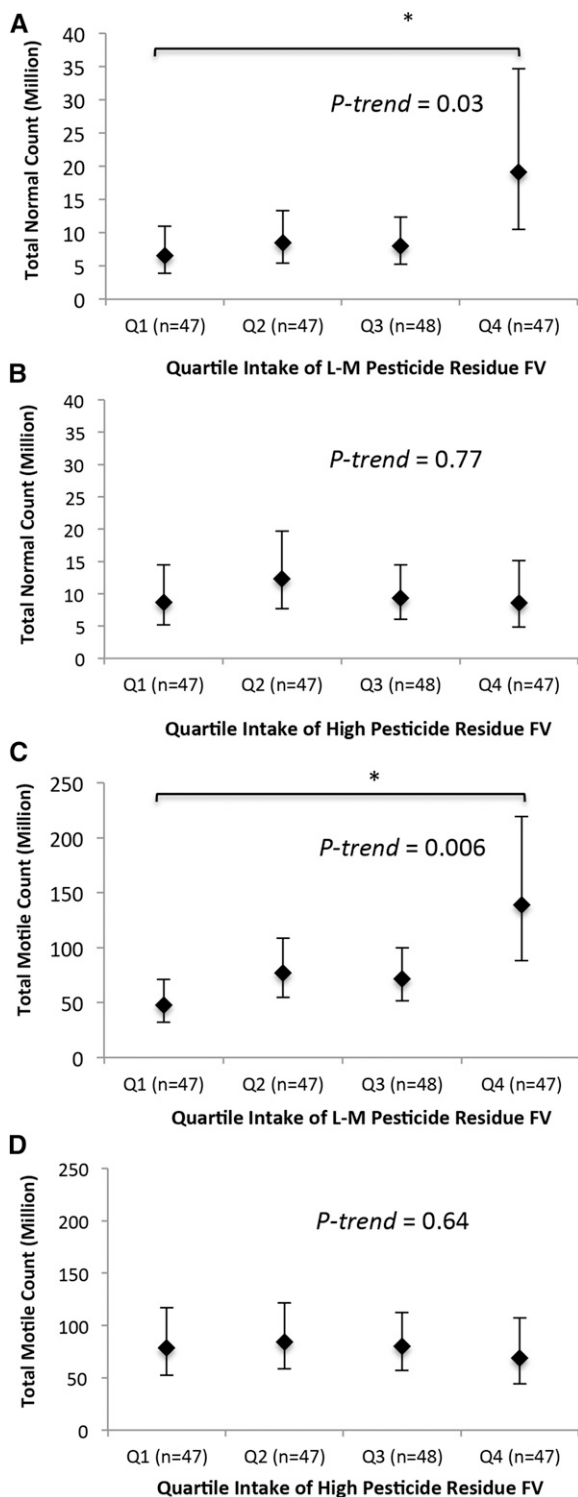 A
*
40
35
30
25
20
15
10
5
0
Total Normal Count (Million)
P-trend = 0.03
Q1 (n=47) Q2 (n=47) Q3 (n=48) Q4 (n=47)
Quartile Intake of L-M Pesticide Residue FV
B
40
35
30
25
20
15
10
5
0
Total Normal Count (Million)
P-trend = 0.77
Q1 (n=47) Q2 (n=47) Q3 (n=48) Q4 (n=47)
Quartile Intake of High Pesticide Residue FV
C
*
250
200
150
100
50
0
Total Motile Count (Million)
P-trend = 0.006
Q1 (n=47) Q2 (n=47) Q3 (n=48) Q4 (n=47)
Quartile Intake of L-M Pesticide Residue FV
D
250
200
150
100
50
0
Total Motile Count (Million)
P-trend = 0.64
Q1 (n=47) Q2 (n=47) Q3 (n=48) Q4 (n=47)
Quartile Intake of High Pesticide Residue FV